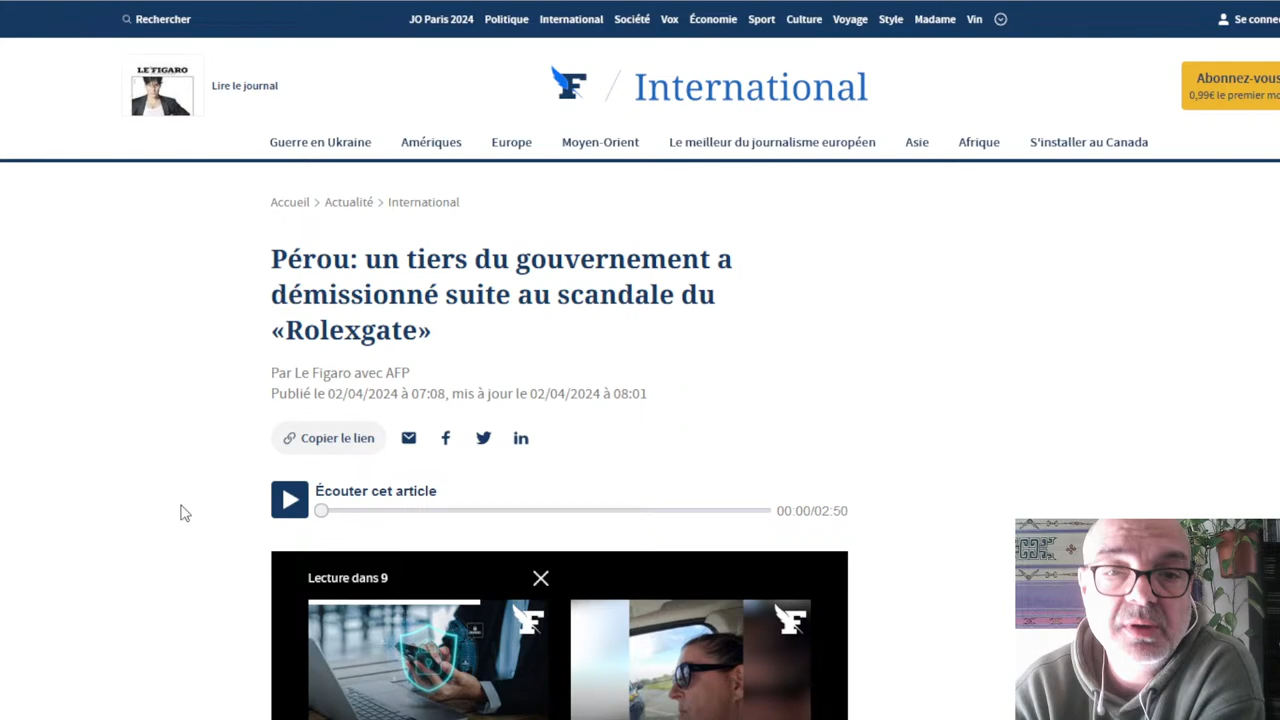 Rechercher
JO Paris 2024 Politique International Société Vox Économie Sport Culture Voyage Style Madame Vin
Se conne
LE FIGARO
Lire le journal
F / International
Abonnez-vous
0,99€ le premier mo
Guerre en Ukraine Amériques Europe Moyen-Orient Le meilleur du journalisme européen Asie Afrique S'installer au Canada
Accueil > Actualité > International
Pérou: un tiers du gouvernement a
démissionné suite au scandale du
«Rolexgate»
Par Le Figaro avec AFP
Publié le 02/04/2024 à 07:08, mis à jour le 02/04/2024 à 08:01
Copier le lien
Écouter cet article
00:00/02:50
Lecture dans 9
F
F